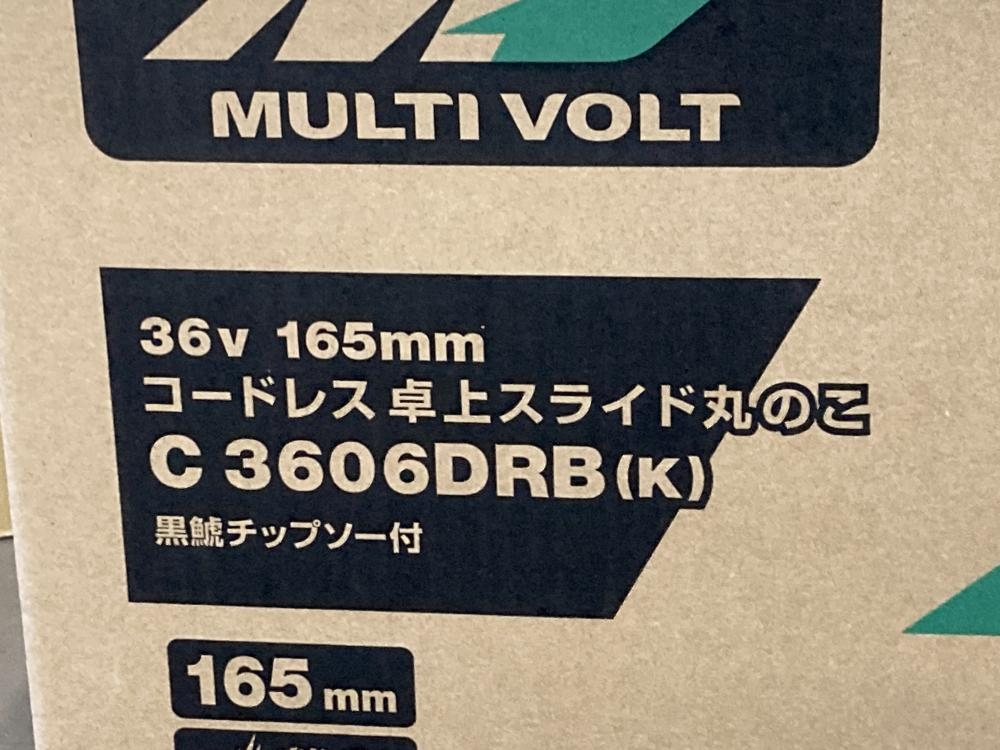 MULTI VOLT
36v 165mm
コードレス 卓上スライド丸のこ
C 3606DRB(K)
黒鯱チップソー付
165mm